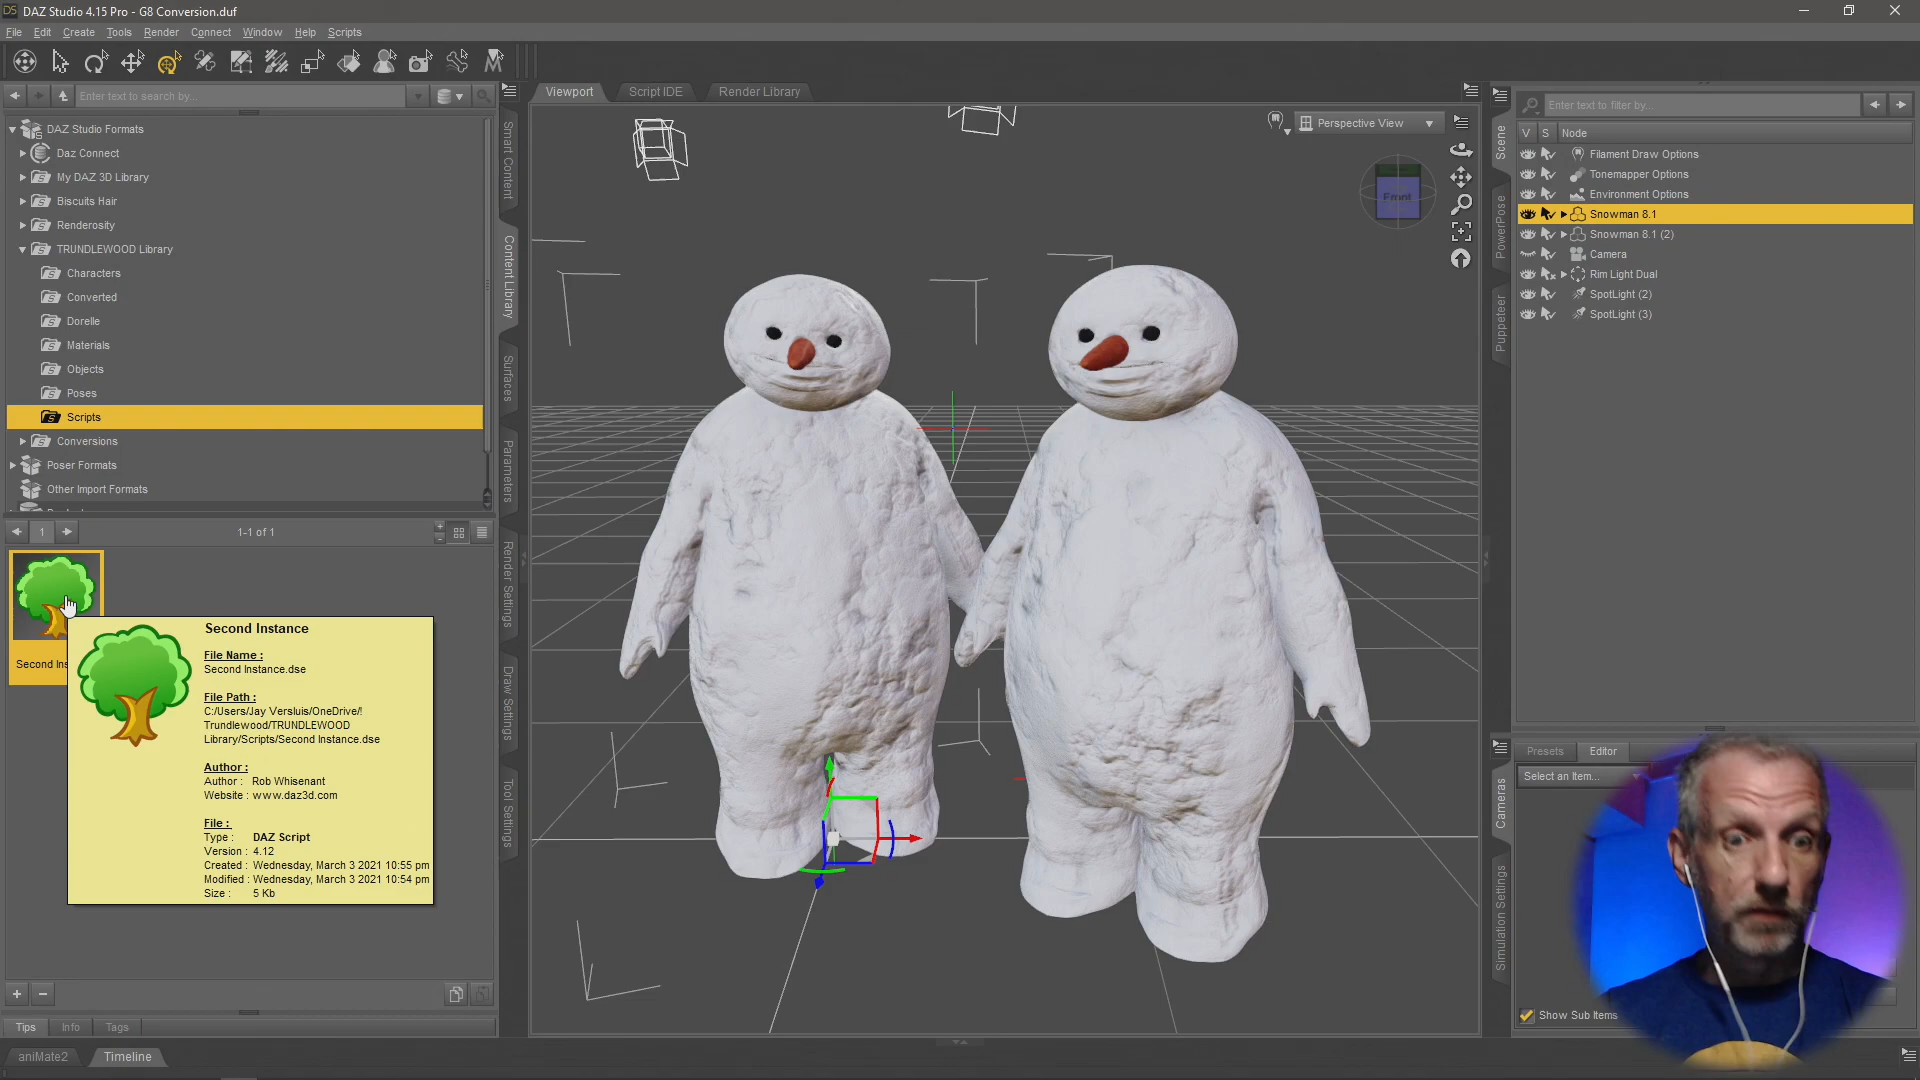 DAZ Studio 4.15 Pro - G8 Conversion.duf
File Edit Create Tools Render Connect Window Help Scripts
Enter text to search by...
DAZ Studio Formats
Daz Connect
My DAZ 3D Library
Biscuits Hair
Renderosity
TRUNDLEWOOD Library
Characters
Converted
Dorelle
Materials
Objects
Poses
Scripts
Conversions
Poser Formats
Other Import Formats
1
1-1 of 1
Second Ins
Second Instance
File Name :
Second Instance.dse
File Path :
C:/Users/Jay Versluis/OneDrive/!
Trundlewood/TRUNDLEWOOD
Library/Scripts/Second Instance.dse
Author :
Author : Rob Whisenant
Website : www.daz3d.com
File :
Type : DAZ Script
Version : 4.12
Created : Wednesday, March 3 2021 10:55 pm
Modified : Wednesday, March 3 2021 10:54 pm
Size : 5 Kb
Tips Info Tags
aniMate2 Timeline
Smart Content
Content Library
Surfaces
Parameters
Render Settings
Draw Settings
Tool Settings
Viewport Script IDE Render Library
Perspective View
Front
Scene
PowerPose
Puppeteer
Enter text to filter by...
V S Node
Filament Draw Options
Tonemapper Options
Environment Options
Snowman 8.1
Snowman 8.1 (2)
Camera
Rim Light Dual
SpotLight (2)
SpotLight (3)
Cameras
Simulation Settings
Presets Editor
Select an Item...
Show Sub Items